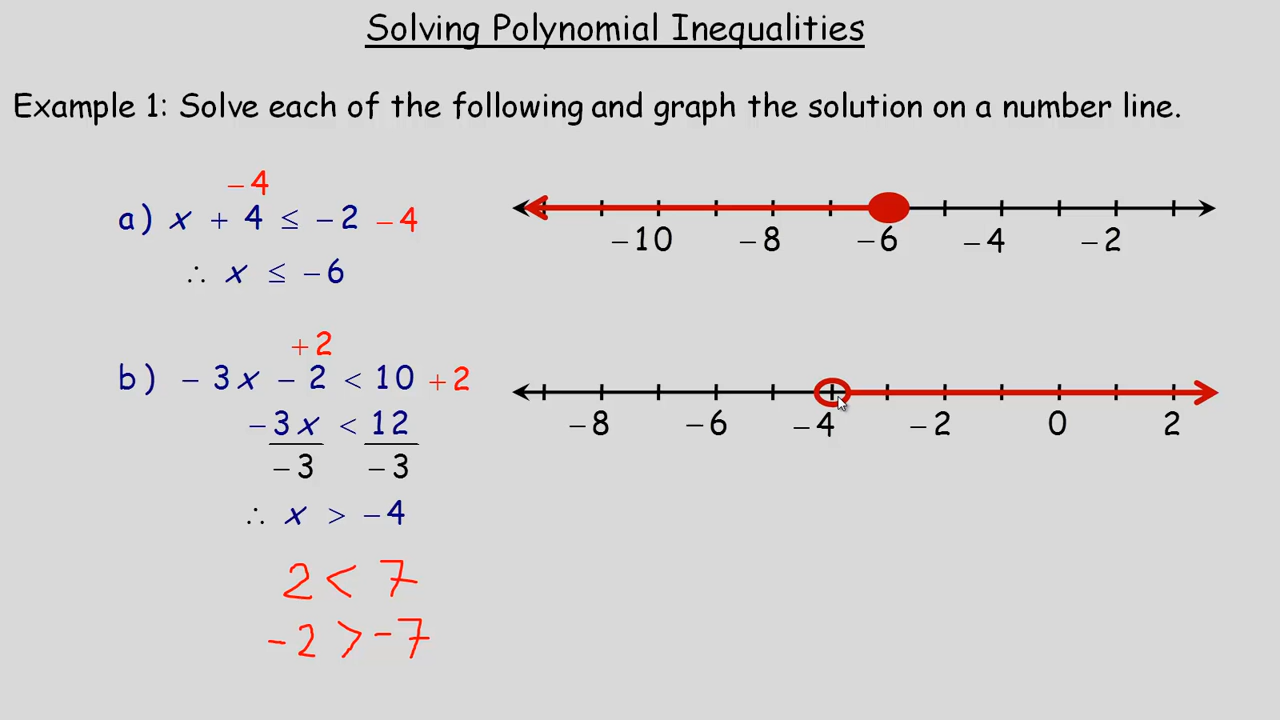 Solving Polynomial Inequalities
Example 1: Solve each of the following and graph the solution on a number line.
−4
a) x + 4 ≤ −2 −4
∴ x ≤ −6
−10 −8 −6 −4 −2
+2
b) −3x − 2 < 10 +2
−3x < 12
−3 −3
∴ x > −4
−8 −6 −4 −2 0 2
2 < 7
-2 > -7